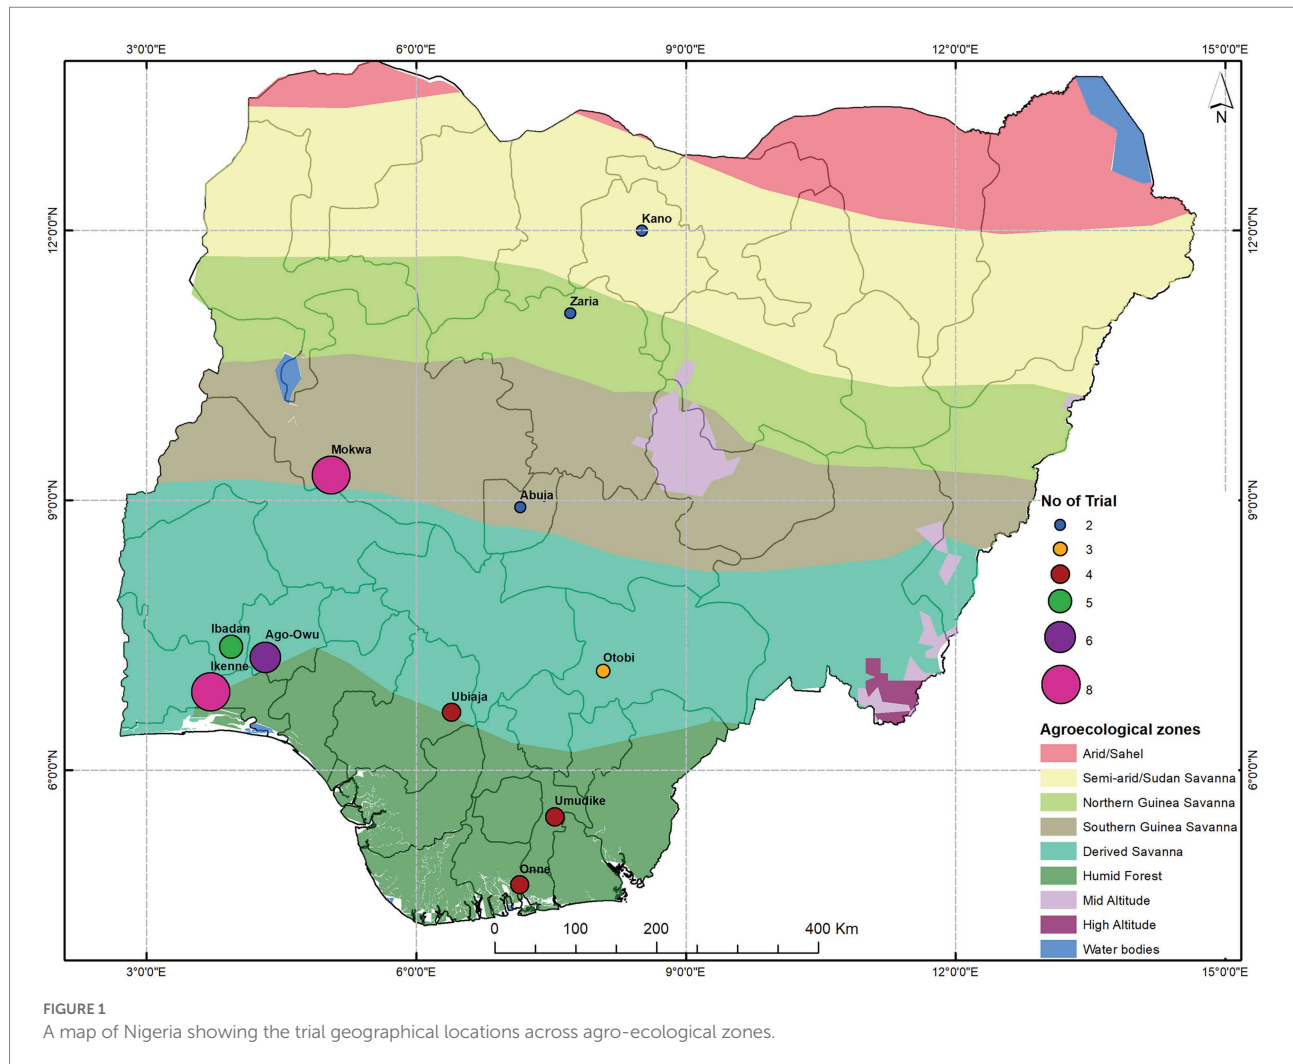 3°0'0"E 6°0'0"E 9°0'0"E 12°0'0"E 15°0'0"E
N
12°0'0"N 12°0'0"N
Kano
Zaria
Mokwa
Abuja
9°0'0"N 9°0'0"N
No of Trial
2
3
4
5
6
8
Ibadan
Ago-Owu
Ikenne
Otobi
Ubiaja
6°0'0"N 6°0'0"N
Umudike
Onne
Agroecological zones
Arid/Sahel
Semi-arid/Sudan Savanna
Northern Guinea Savanna
Southern Guinea Savanna
Derived Savanna
Humid Forest
Mid Altitude
High Altitude
Water bodies
0 100 200 400 Km
3°0'0"E 6°0'0"E 9°0'0"E 12°0'0"E 15°0'0"E
FIGURE 1
A map of Nigeria showing the trial geographical locations across agro-ecological zones.